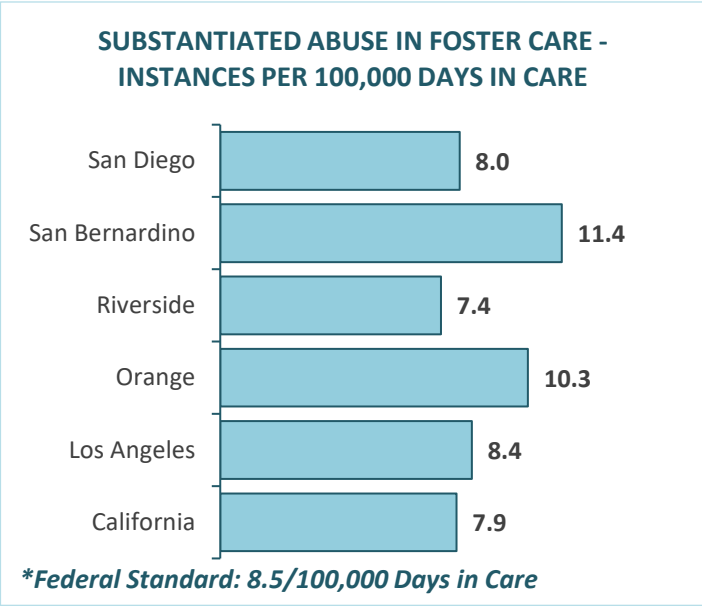 SUBSTANTIATED ABUSE IN FOSTER CARE -
INSTANCES PER 100,000 DAYS IN CARE
San Diego 8.0
San Bernardino 11.4
Riverside 7.4
Orange 10.3
Los Angeles 8.4
California 7.9
*Federal Standard: 8.5/100,000 Days in Care